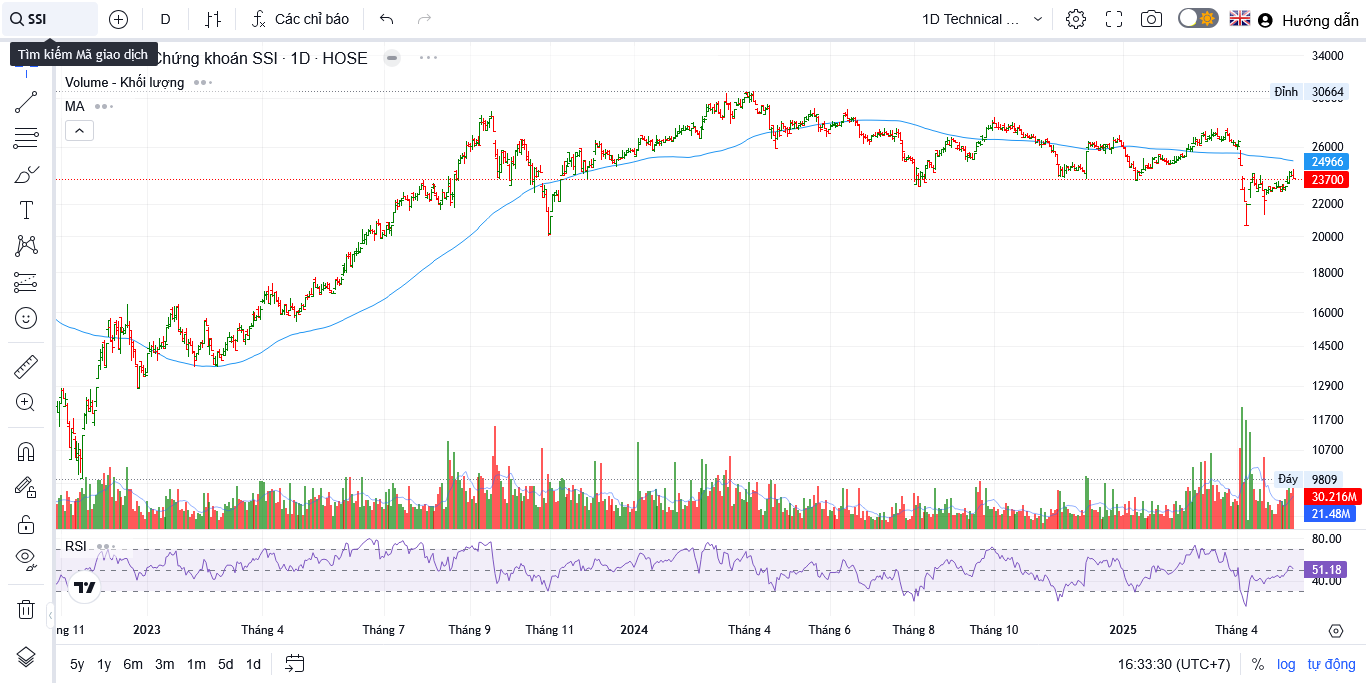 SSI
D
Các chỉ báo
1D Technical ...
Hướng dẫn
Tìm kiếm Mã giao dịch
Chứng khoán SSI · 1D · HOSE
Volume - Khối lượng
MA
34000
Đỉnh 30664
26000
24966
23700
22000
20000
18000
16000
14500
12900
11700
10700
Đáy 9809
30.216M
21.48M
RSI
80.00
51.18
40.00
ng 11 2023 Tháng 4 Tháng 7 Tháng 9 Tháng 11 2024 Tháng 4 Tháng 6 Tháng 8 Tháng 10 2025 Tháng 4
5y 1y 6m 3m 1m 5d 1d
16:33:30 (UTC+7) % log tự động